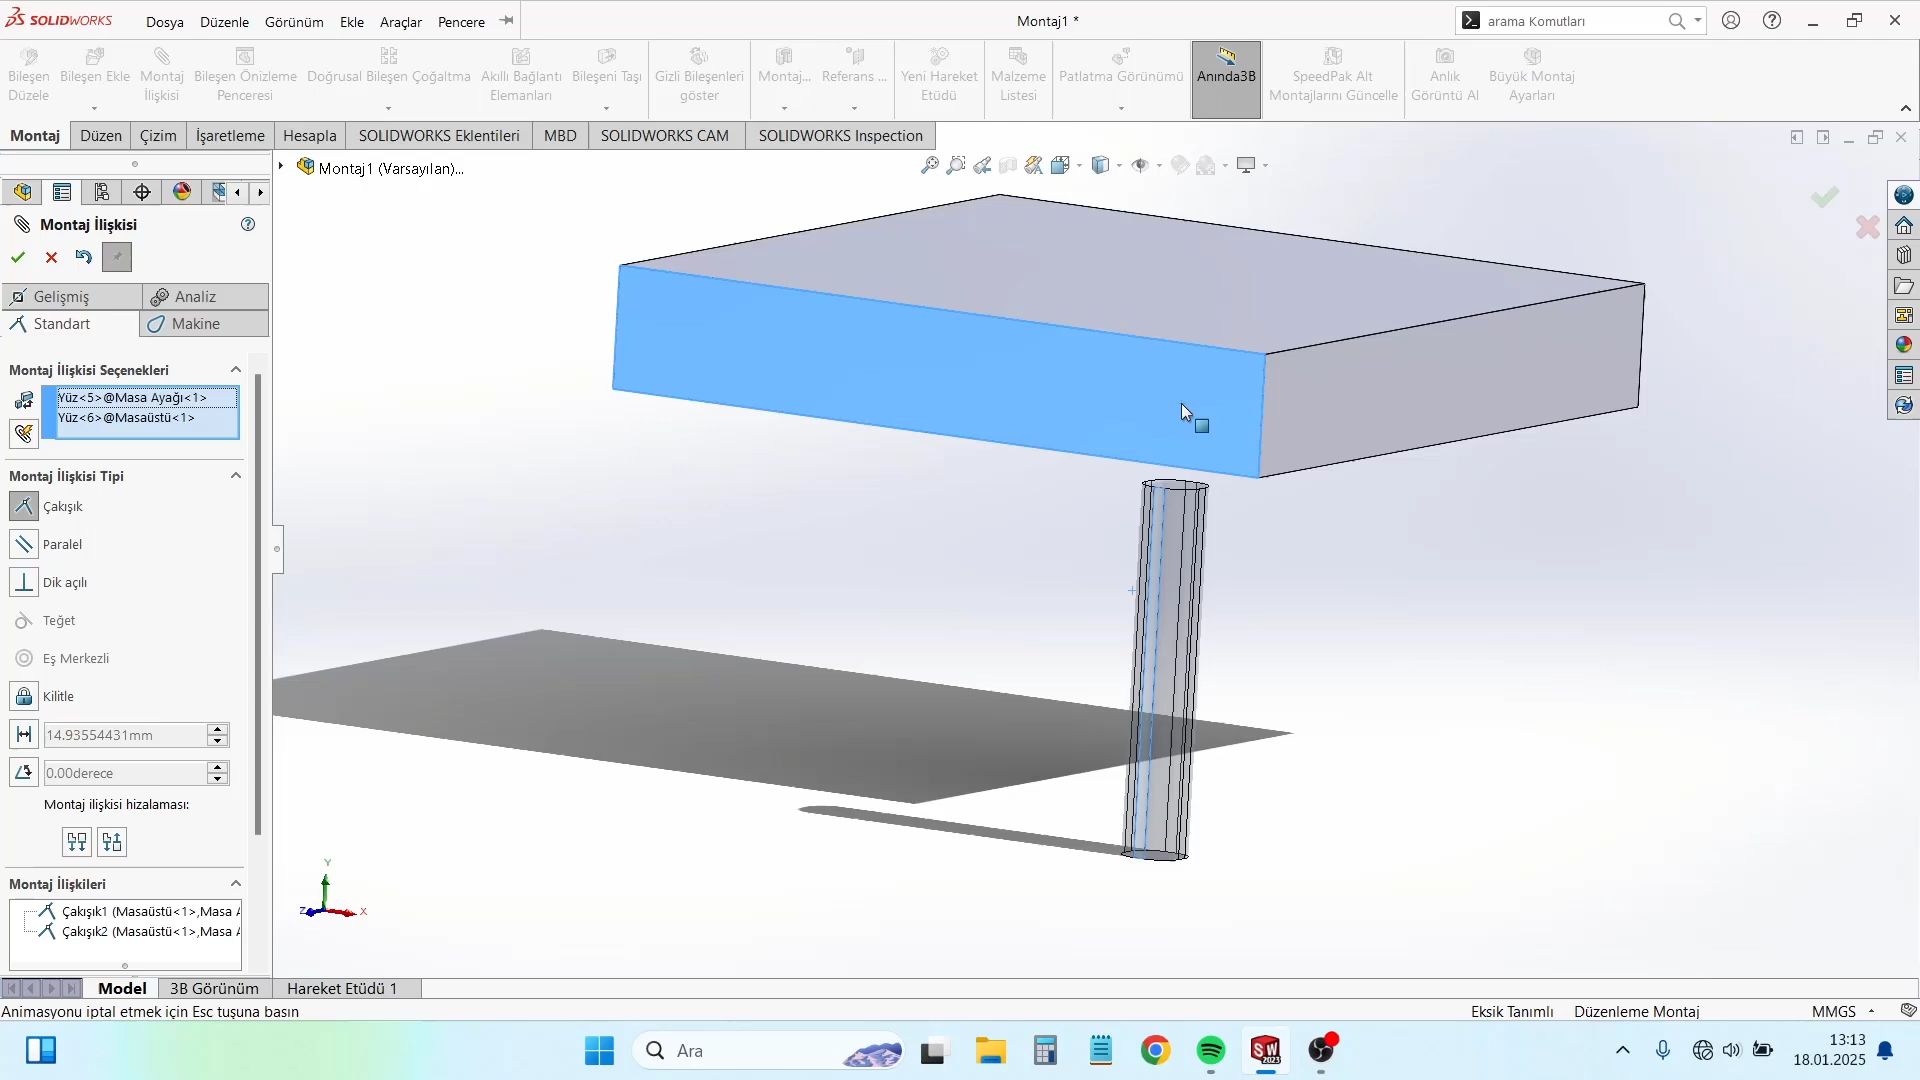 SOLIDWORKS
Dosya
Düzenle
Görünüm
Ekle
Araçlar
Pencere
Montaj1 *
arama Komutları
Bileşen Düzele
Bileşen Ekle
Montaj İlişkisi
Bileşen Önizleme Penceresi
Doğrusal Bileşen Çoğaltma
Akıllı Bağlantı Elemanları
Bileşeni Taşı
Gizli Bileşenleri göster
Montaj...
Referans ...
Yeni Hareket Etüdü
Malzeme Listesi
Patlatma Görünümü
Anında3B
SpeedPak Alt Montajlarını Güncelle
Anlık Görüntü Al
Büyük Montaj Ayarları
Montaj
Düzen
Çizim
İşaretleme
Hesapla
SOLIDWORKS Eklentileri
MBD
SOLIDWORKS CAM
SOLIDWORKS Inspection
Montaj1 (Varsayılan)...
Montaj İlişkisi
Gelişmiş
Analiz
Standart
Makine
Montaj İlişkisi Seçenekleri
Yüz<5>@Masa Ayağı<1>
Yüz<6>@Masaüstü<1>
Montaj İlişkisi Tipi
Çakışık
Paralel
Dik açılı
Teğet
Eş Merkezli
Kilitle
14.93554431mm
0.00derece
Montaj ilişkisi hizalaması:
Montaj İlişkileri
Çakışık1 (Masaüstü<1>,Masa A
Çakışık2 (Masaüstü<1>,Masa A
Y
Z
X
Model
3B Görünüm
Hareket Etüdü 1
Animasyonu iptal etmek için Esc tuşuna basın
Eksik Tanımlı
Düzenleme Montaj
MMGS
Ara
SW
2023
13:13
18.01.2025